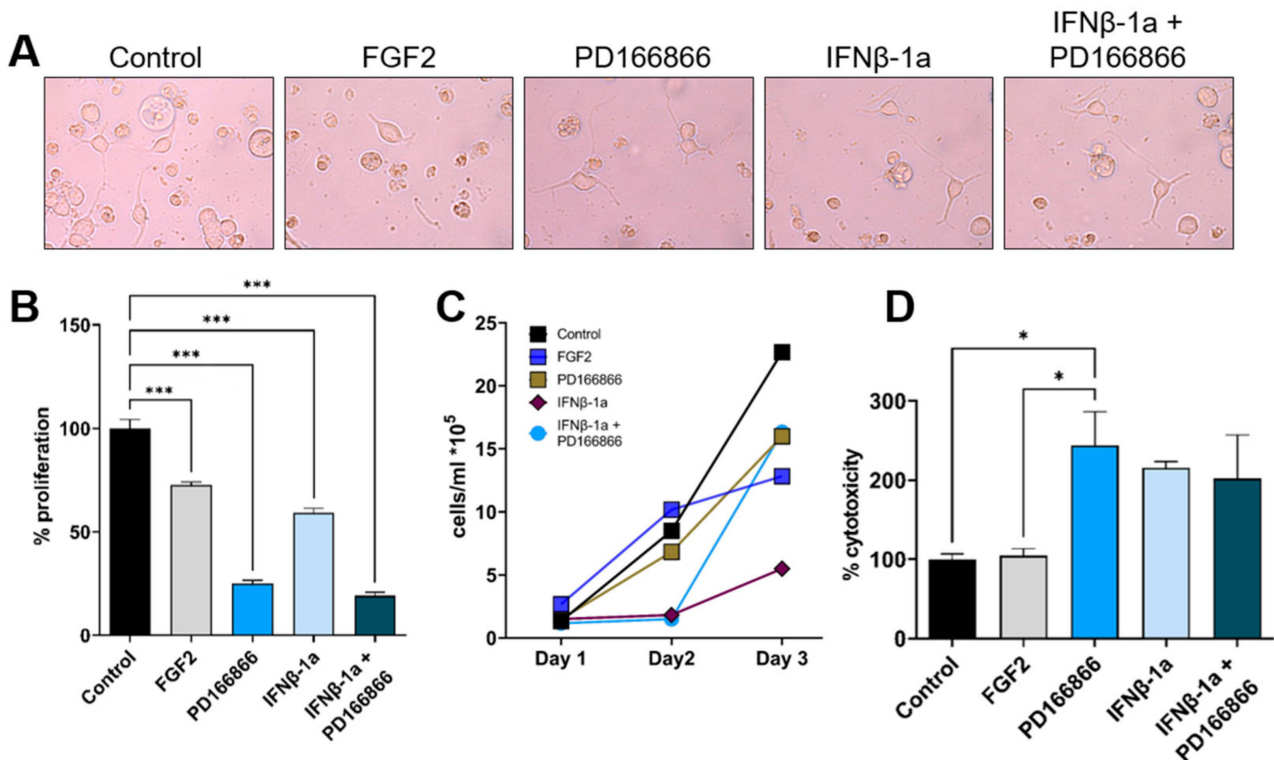 A
Control
FGF2
PD166866
IFNβ-1a
IFNβ-1a +
PD166866
B
% proliferation
150
100
50
0
***
***
***
***
Control
FGF2
PD166866
IFNβ-1a
IFNβ-1a +
PD166866
C
cells/ml *10⁵
25
20
15
10
5
0
Control
FGF2
PD166866
IFNβ-1a
IFNβ-1a +
PD166866
Day 1
Day2
Day 3
D
% cytotoxicity
300
200
100
0
*
*
Control
FGF2
PD166866
IFNβ-1a
IFNβ-1a +
PD166866